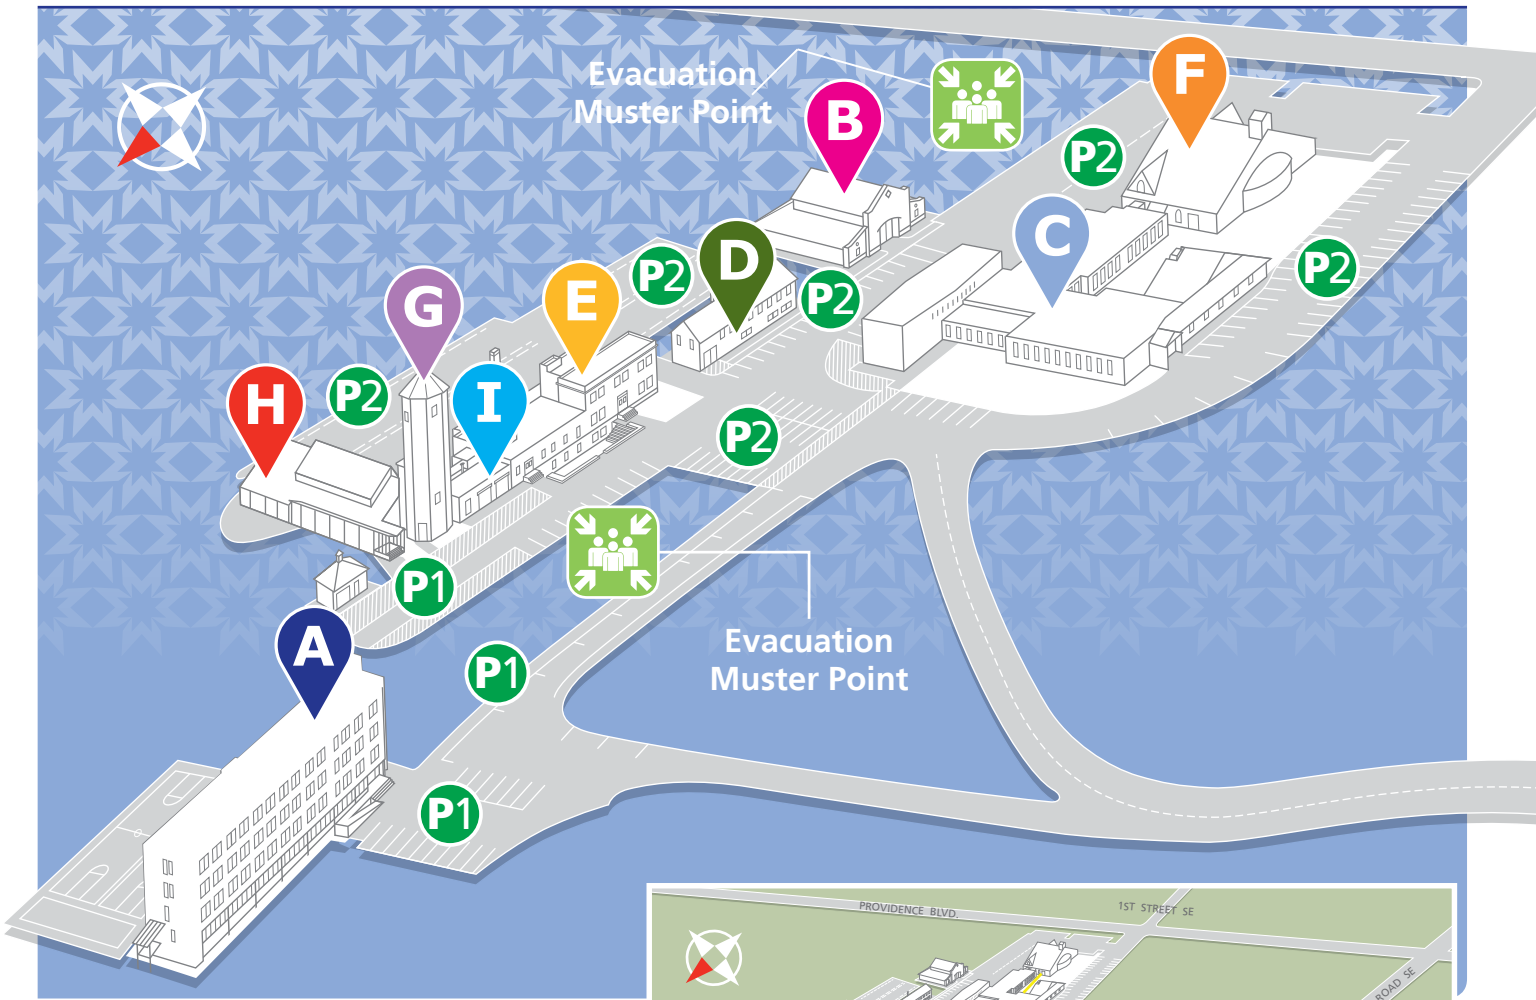 Evacuation
Muster Point
F
B
P2
C
D
P2
P2
P2
E
G
P2
I
H
P2
P1
Evacuation
Muster Point
A
P1
P1
PROVIDENCE BLVD.
1ST STREET SE
ROAD SE